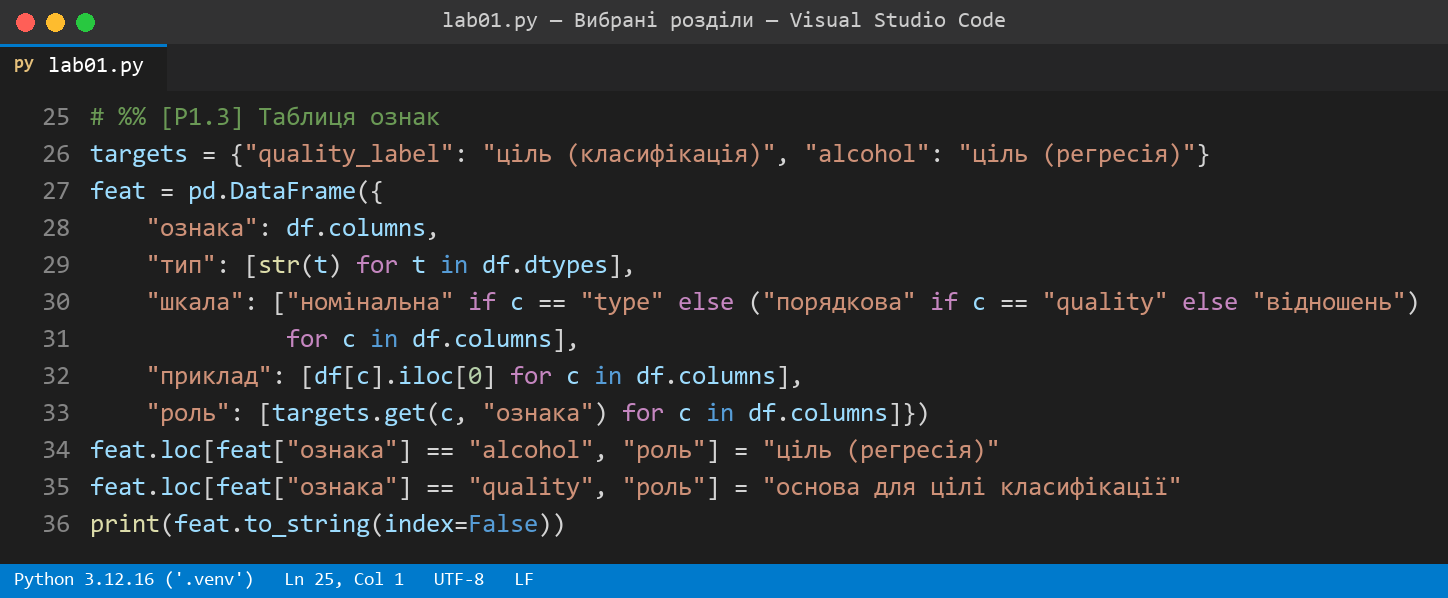 lab01.py — Вибрані розділи — Visual Studio Code
PY lab01.py
25 # %% [P1.3] Таблиця ознак
26 targets = {"quality_label": "ціль (класифікація)", "alcohol": "ціль (регресія)"}
27 feat = pd.DataFrame({
28     "ознака": df.columns,
29     "тип": [str(t) for t in df.dtypes],
30     "шкала": ["номінальна" if c == "type" else ("порядкова" if c == "quality" else "відношень")
31               for c in df.columns],
32     "приклад": [df[c].iloc[0] for c in df.columns],
33     "роль": [targets.get(c, "ознака") for c in df.columns]})
34 feat.loc[feat["ознака"] == "alcohol", "роль"] = "ціль (регресія)"
35 feat.loc[feat["ознака"] == "quality", "роль"] = "основа для цілі класифікації"
36 print(feat.to_string(index=False))
Python 3.12.16 ('.venv') Ln 25, Col 1 UTF-8 LF